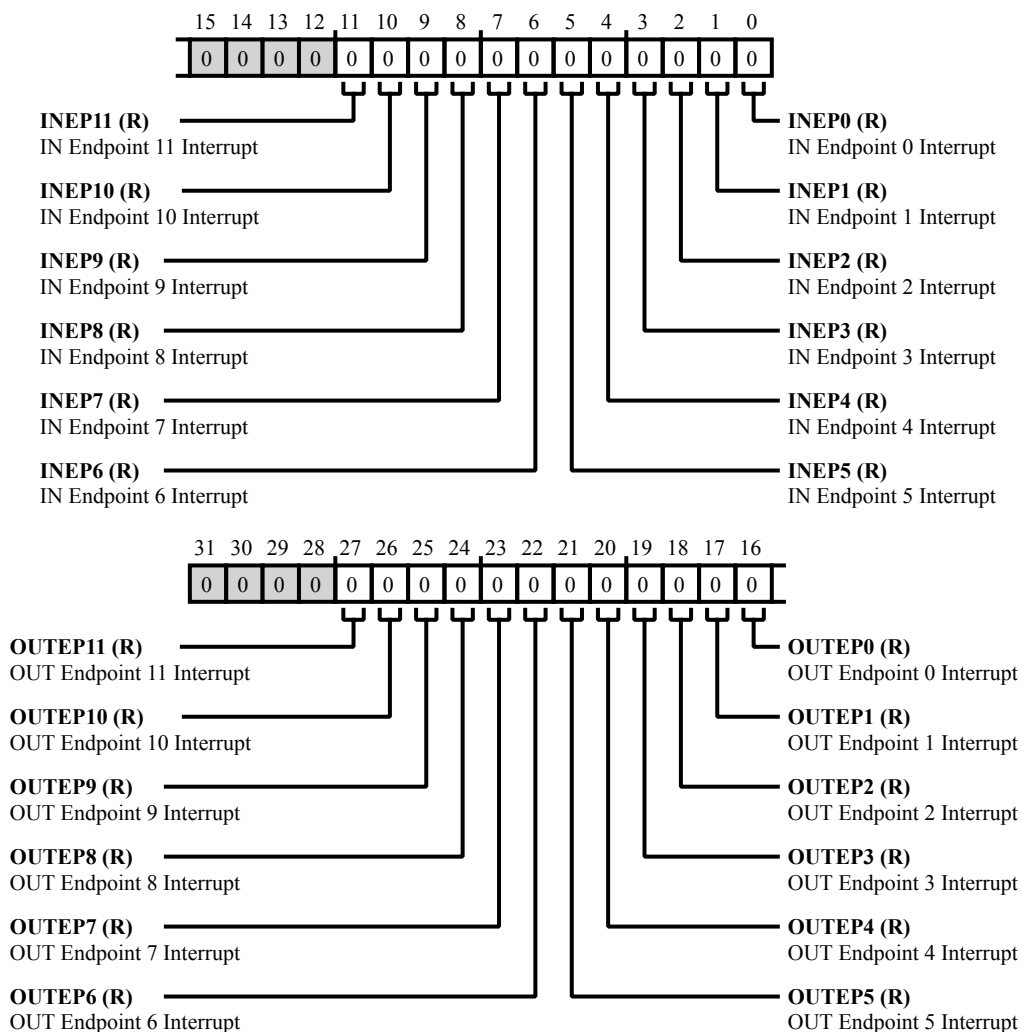 15 14 13 12 11 10 9 8 7 6 5 4 3 2 1 0
0 0 0 0 0 0 0 0 0 0 0 0 0 0 0 0
INEP11 (R)
IN Endpoint 11 Interrupt
INEP10 (R)
IN Endpoint 10 Interrupt
INEP9 (R)
IN Endpoint 9 Interrupt
INEP8 (R)
IN Endpoint 8 Interrupt
INEP7 (R)
IN Endpoint 7 Interrupt
INEP6 (R)
IN Endpoint 6 Interrupt
INEP0 (R)
IN Endpoint 0 Interrupt
INEP1 (R)
IN Endpoint 1 Interrupt
INEP2 (R)
IN Endpoint 2 Interrupt
INEP3 (R)
IN Endpoint 3 Interrupt
INEP4 (R)
IN Endpoint 4 Interrupt
INEP5 (R)
IN Endpoint 5 Interrupt
31 30 29 28 27 26 25 24 23 22 21 20 19 18 17 16
0 0 0 0 0 0 0 0 0 0 0 0 0 0 0 0
OUTEP11 (R)
OUT Endpoint 11 Interrupt
OUTEP10 (R)
OUT Endpoint 10 Interrupt
OUTEP9 (R)
OUT Endpoint 9 Interrupt
OUTEP8 (R)
OUT Endpoint 8 Interrupt
OUTEP7 (R)
OUT Endpoint 7 Interrupt
OUTEP6 (R)
OUT Endpoint 6 Interrupt
OUTEP0 (R)
OUT Endpoint 0 Interrupt
OUTEP1 (R)
OUT Endpoint 1 Interrupt
OUTEP2 (R)
OUT Endpoint 2 Interrupt
OUTEP3 (R)
OUT Endpoint 3 Interrupt
OUTEP4 (R)
OUT Endpoint 4 Interrupt
OUTEP5 (R)
OUT Endpoint 5 Interrupt